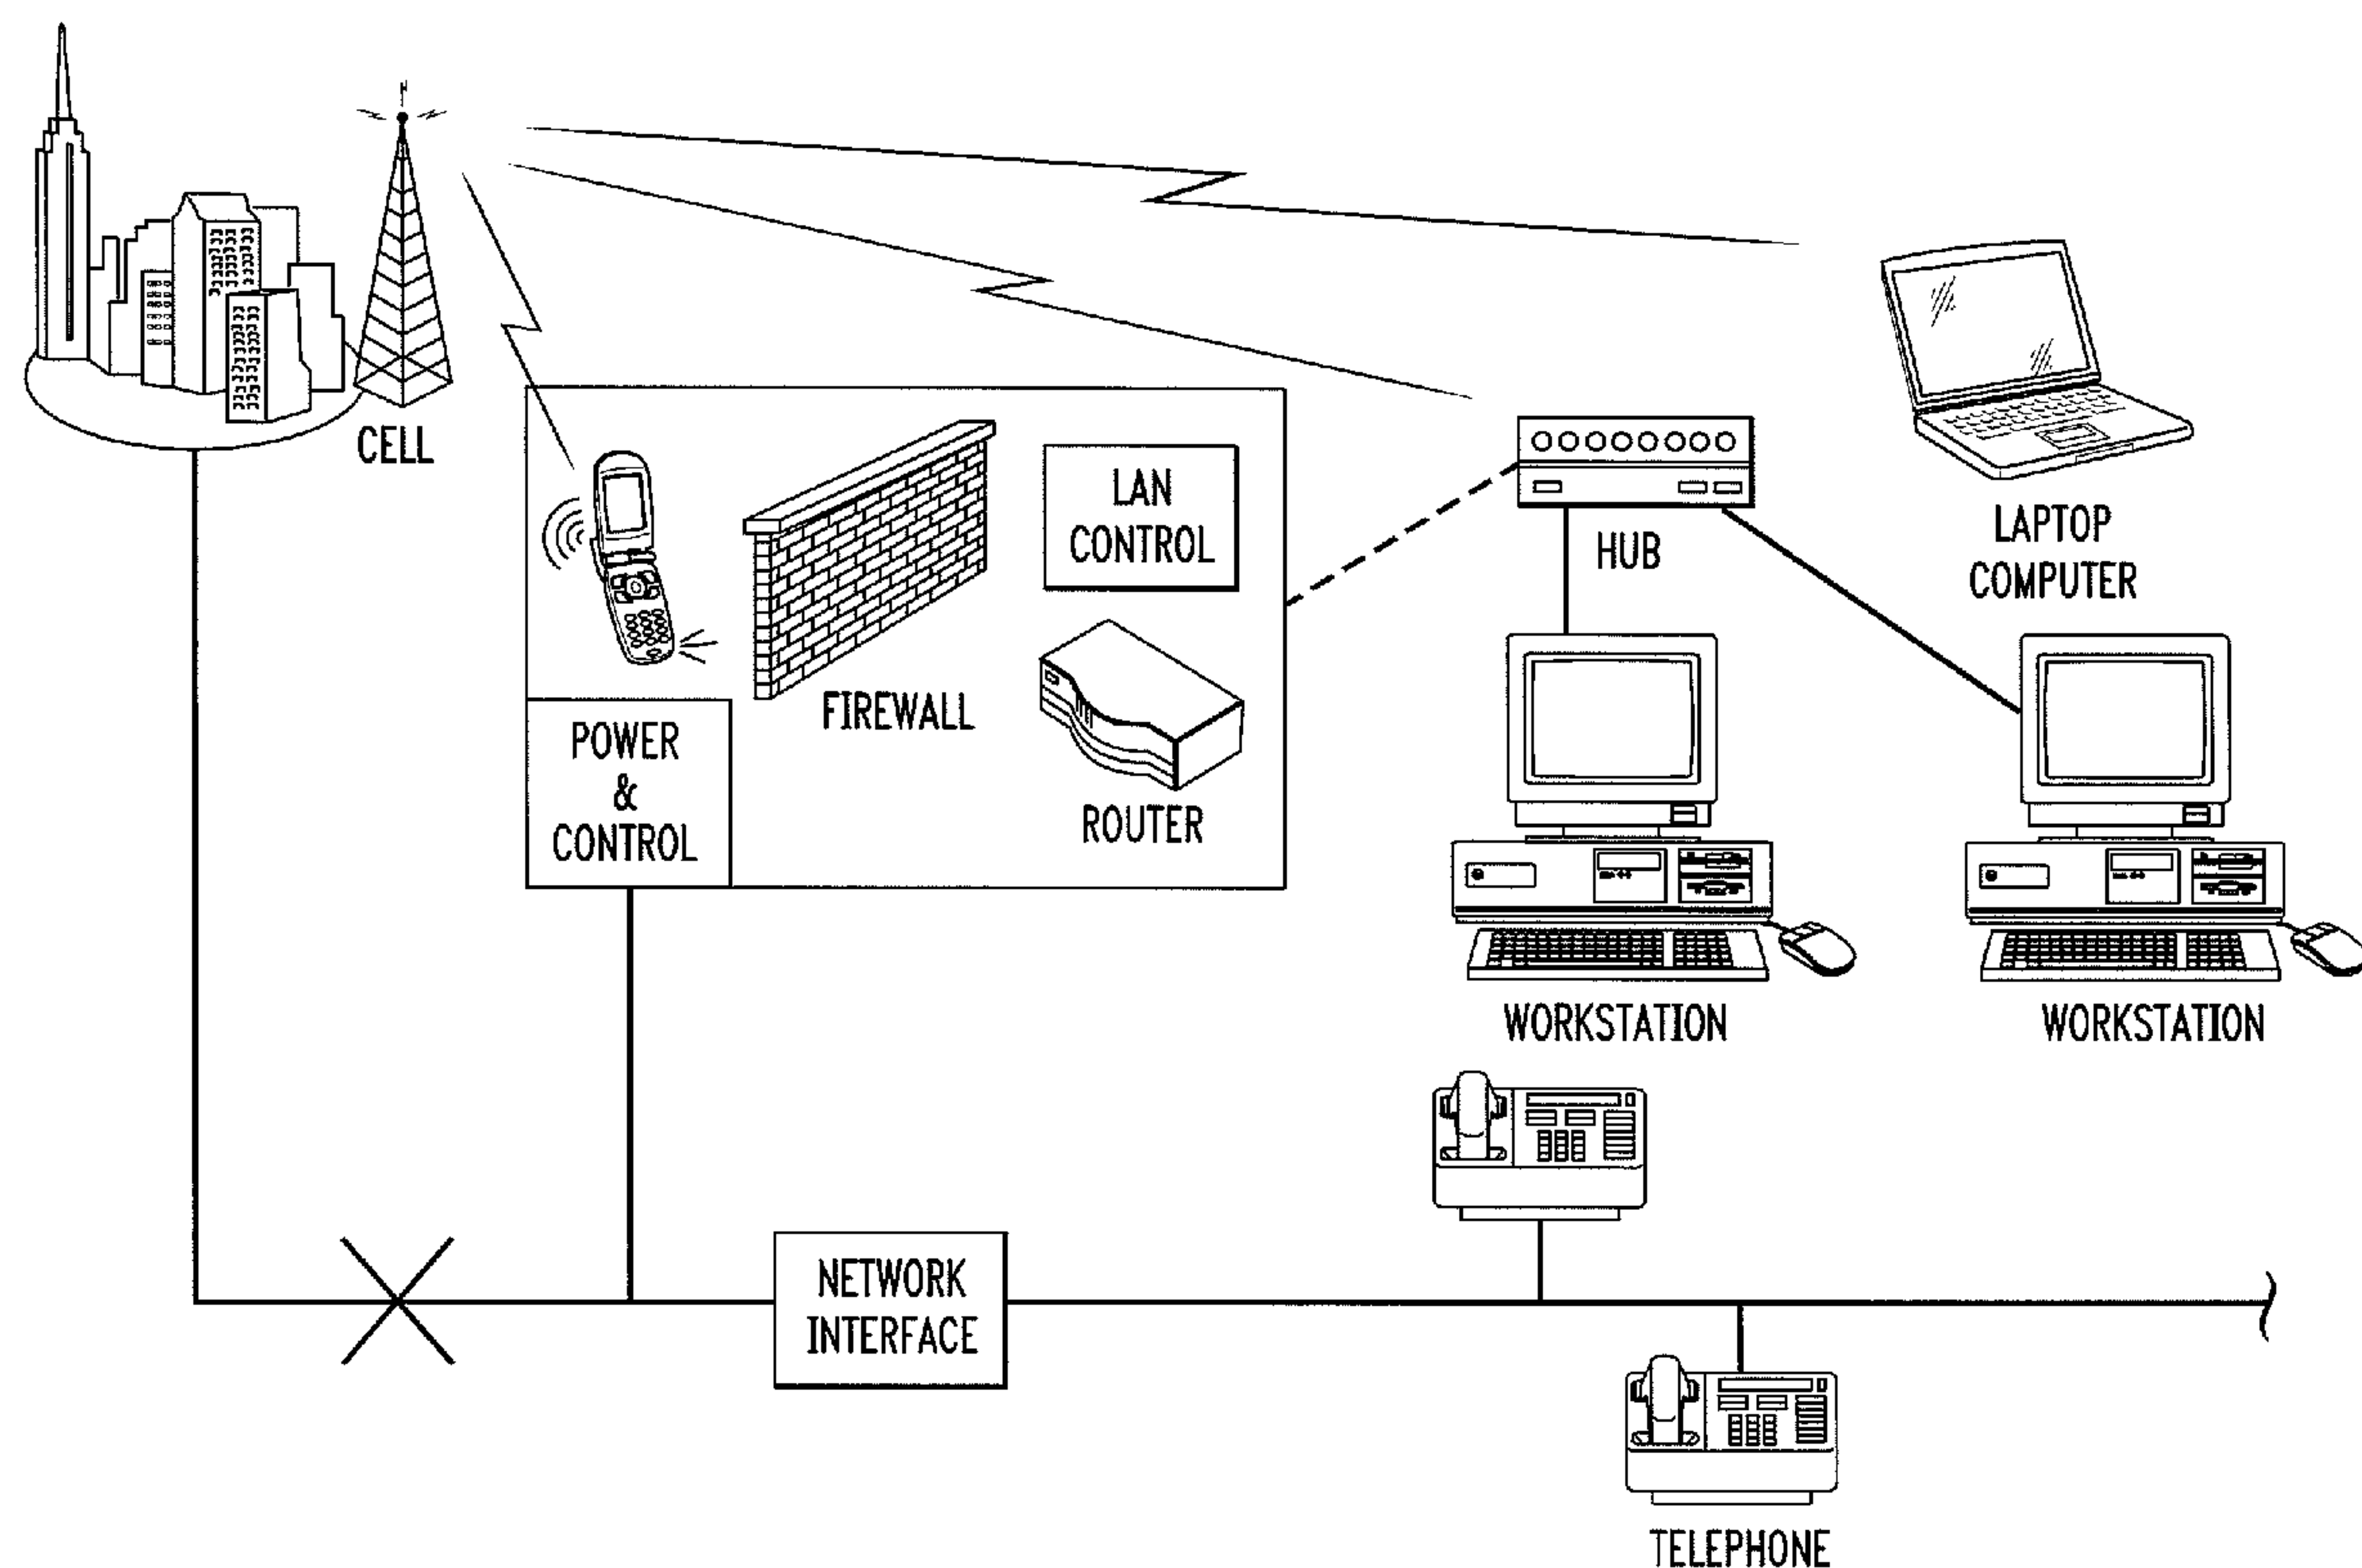 CELL
LAN
CONTROL
HUB
LAPTOP
COMPUTER
FIREWALL
POWER
&
CONTROL
ROUTER
WORKSTATION
WORKSTATION
NETWORK
INTERFACE
TELEPHONE